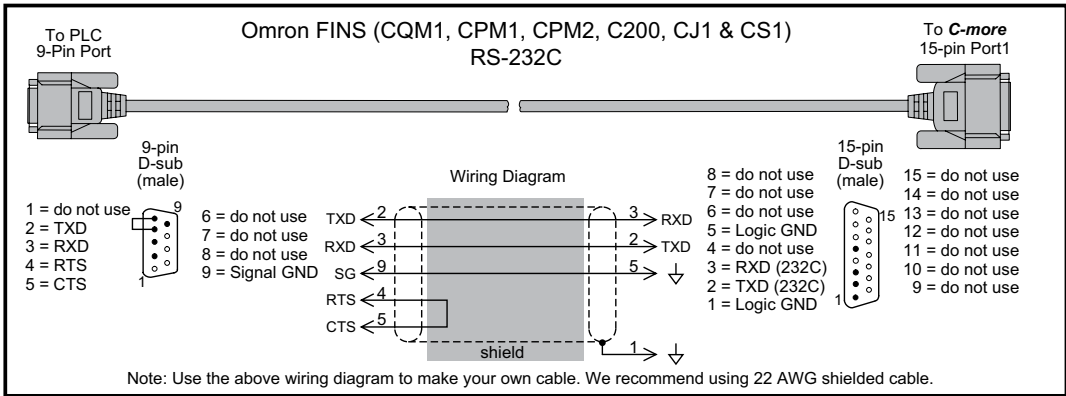 Omron FINS (CQM1, CPM1, CPM2, C200, CJ1 & CS1)
RS-232C
To PLC
9-Pin Port
To C-more
15-pin Port1
9-pin
D-sub
(male)
1 = do not use
2 = TXD
3 = RXD
4 = RTS
5 = CTS
9
1
6 = do not use
7 = do not use
8 = do not use
9 = Signal GND
Wiring Diagram
TXD 2 3 RXD
RXD 3 2 TXD
SG 9 5
RTS 4
CTS 5
shield 1
8 = do not use
7 = do not use
6 = do not use
5 = Logic GND
4 = do not use
3 = RXD (232C)
2 = TXD (232C)
1 = Logic GND
15-pin
D-sub
(male)
15
1
15 = do not use
14 = do not use
13 = do not use
12 = do not use
11 = do not use
10 = do not use
9 = do not use
Note: Use the above wiring diagram to make your own cable. We recommend using 22 AWG shielded cable.